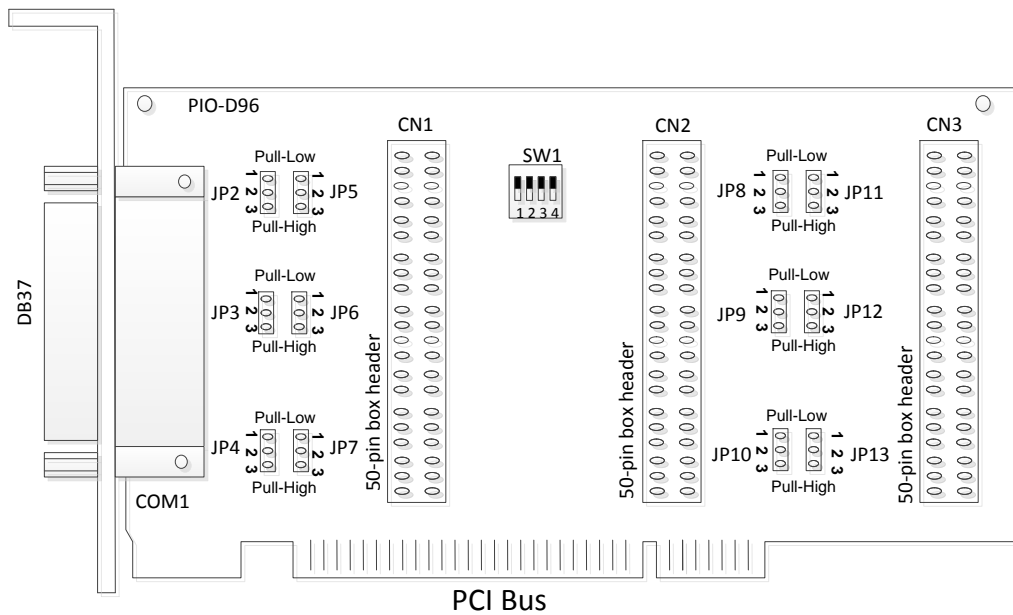 PIO-D96
CN1
SW1
CN2
CN3
Pull-Low
JP2
1
2
3
1
2
3
JP5
Pull-High
1 2 3 4
Pull-Low
JP8
1
2
3
1
2
3
JP11
Pull-High
DB37
Pull-Low
JP3
1
2
3
1
2
3
JP6
Pull-High
Pull-Low
JP9
1
2
3
1
2
3
JP12
Pull-High
Pull-Low
JP4
1
2
3
1
2
3
JP7
Pull-High
50-pin box header
50-pin box header
Pull-Low
JP10
1
2
3
1
2
3
JP13
Pull-High
50-pin box header
COM1
PCI Bus